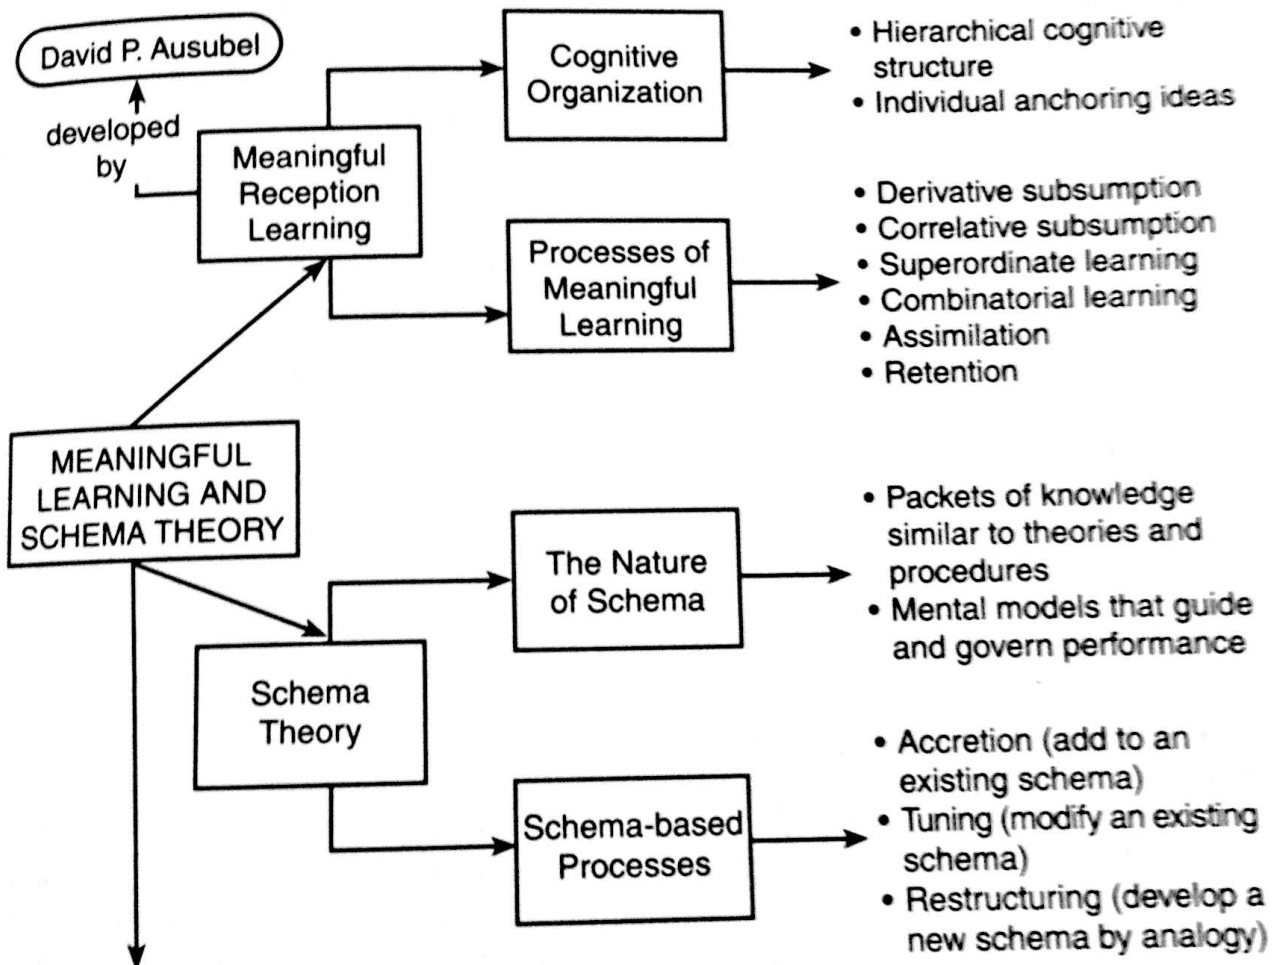 David P. Ausubel
developed
by
Meaningful
Reception
Learning
Cognitive
Organization
• Hierarchical cognitive
structure
• Individual anchoring ideas
Processes of
Meaningful
Learning
• Derivative subsumption
• Correlative subsumption
• Superordinate learning
• Combinatorial learning
• Assimilation
• Retention
MEANINGFUL
LEARNING AND
SCHEMA THEORY
The Nature
of Schema
• Packets of knowledge
similar to theories and
procedures
• Mental models that guide
and govern performance
Schema
Theory
Schema-based
Processes
• Accretion (add to an
existing schema)
• Tuning (modify an existing
schema)
• Restructuring (develop a
new schema by analogy)